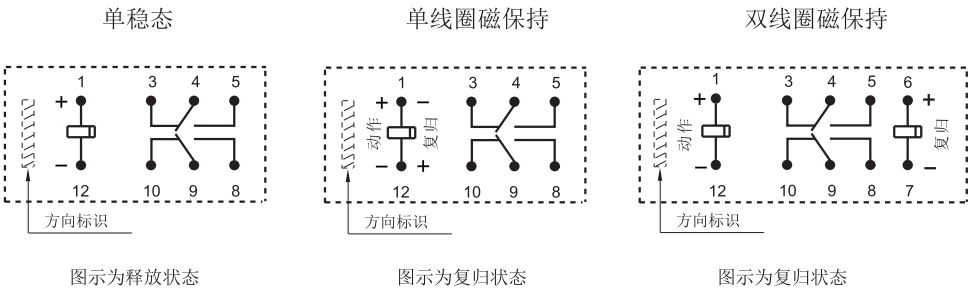 单稳态
1 3 4 5
+
−
12 10 9 8
方向标识
图示为释放状态
单线圈磁保持
1 3 4 5
+ −
动作 复归
− +
12 10 9 8
方向标识
图示为复归状态
双线圈磁保持
1 3 4 5 6
+ +
动作 复归
− −
12 10 9 8 7
方向标识
图示为复归状态